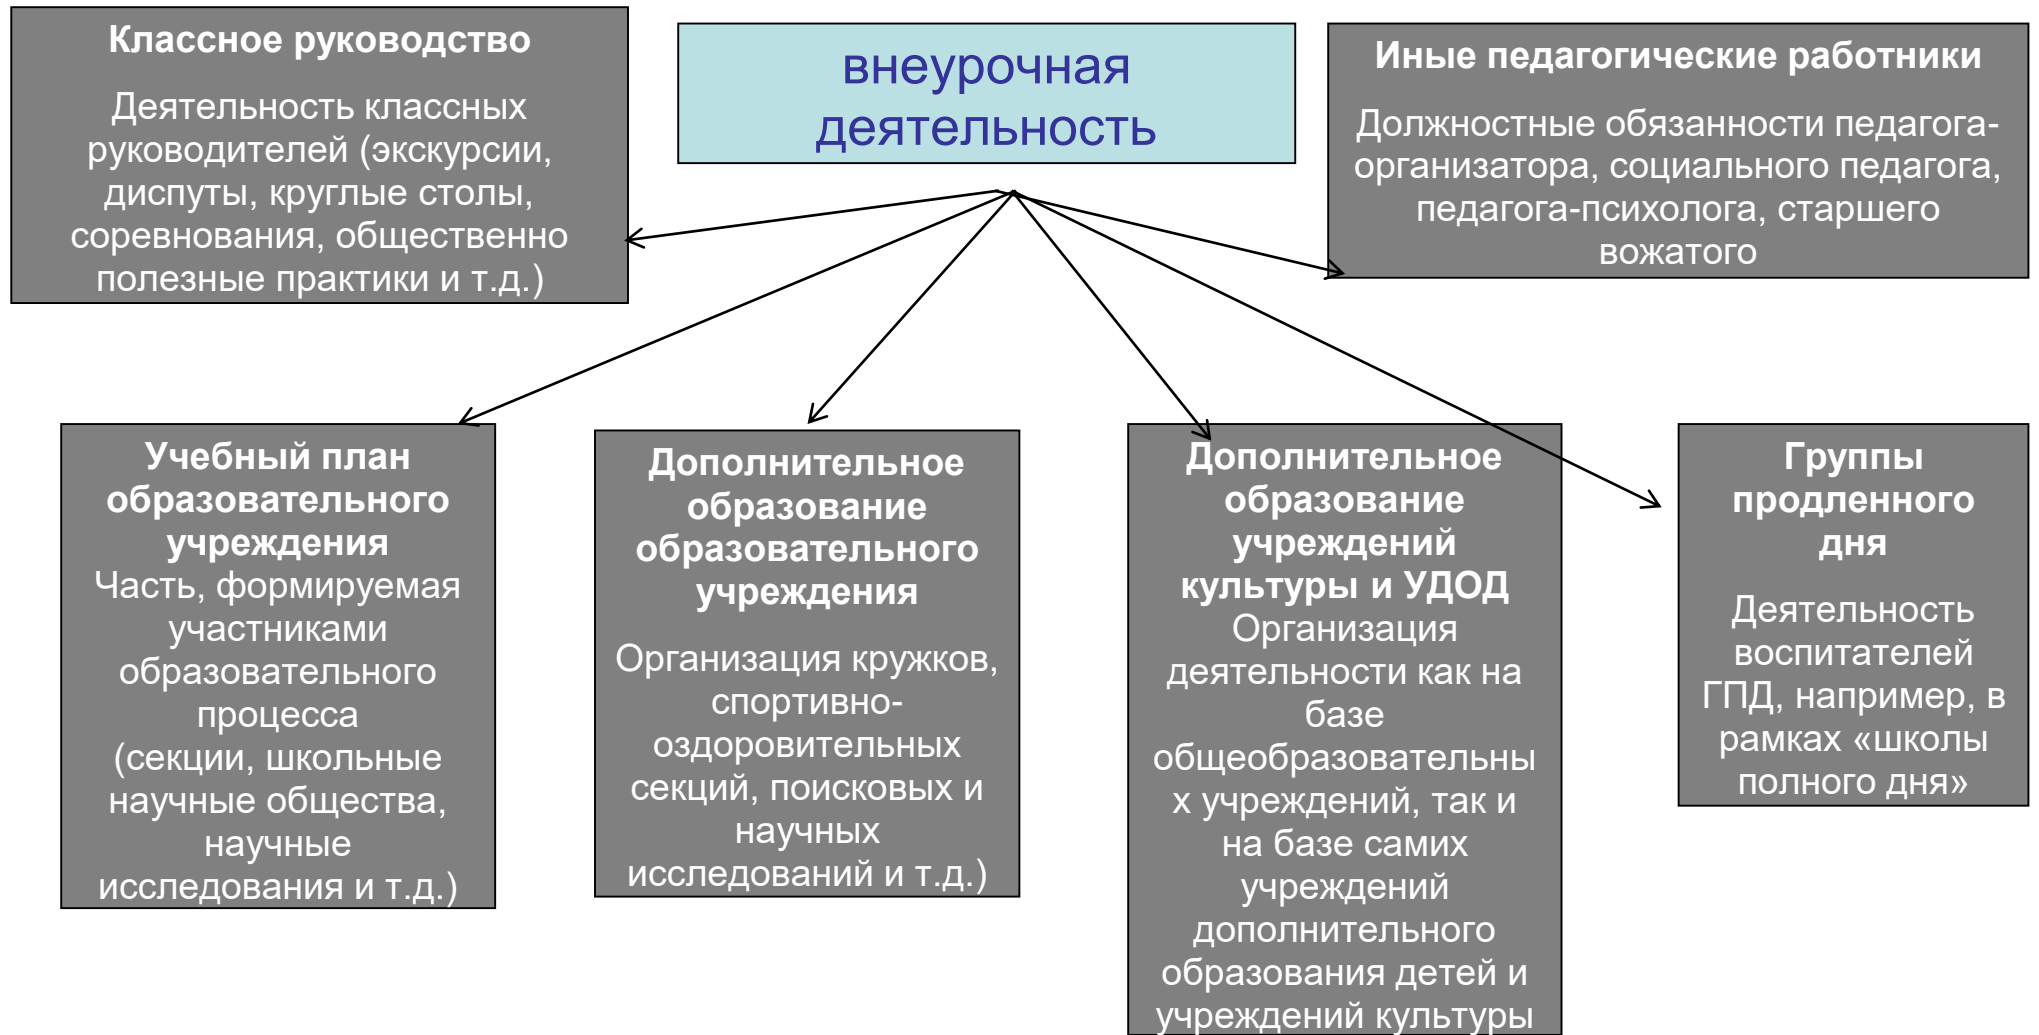 Классное руководство
Деятельность классных
руководителей (экскурсии,
диспуты, круглые столы,
соревнования, общественно
полезные практики и т.д.)
внеурочная
деятельность
Иные педагогические работники
Должностные обязанности педагога-
организатора, социального педагога,
педагога-психолога, старшего
вожатого
Учебный план
образовательного
учреждения
Часть, формируемая
участниками
образовательного
процесса
(секции, школьные
научные общества,
научные
исследования и т.д.)
Дополнительное
образование
образовательного
учреждения
Организация кружков,
спортивно-
оздоровительных
секций, поисковых и
научных
исследований и т.д.)
Дополнительное
образование
учреждений
культуры и УДОД
Организация
деятельности как на
базе
общеобразовательны
х учреждений, так и
на базе самих
учреждений
дополнительного
образования детей и
учреждений культуры
Группы
продленного
дня
Деятельность
воспитателей
ГПД, например, в
рамках «школы
полного дня»